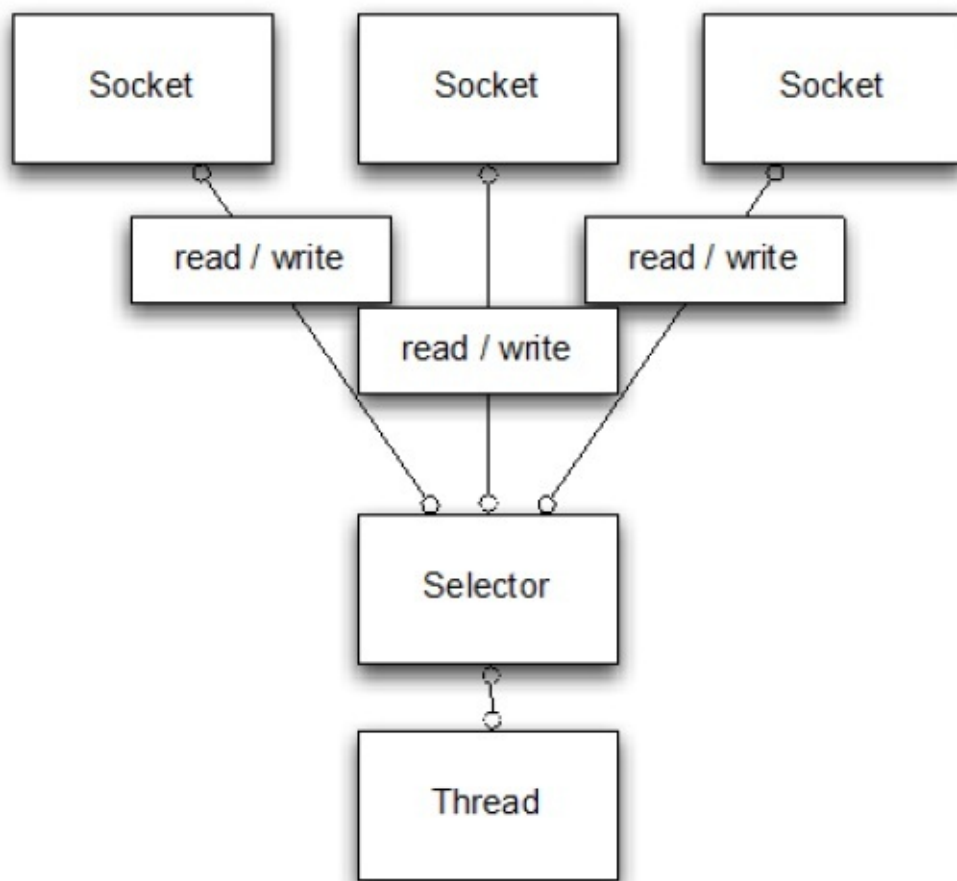 Socket
Socket
Socket
read / write
read / write
read / write
Selector
Thread